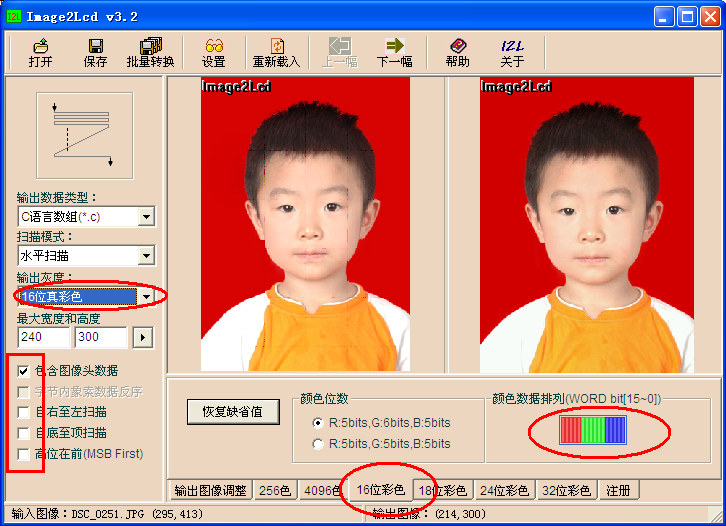 Image2Lcd v3.2
打开 保存 批量转换 设置 重新载入 上一幅 下一幅 帮助 关于
Image2Lcd Image2Lcd
输出数据类型：
C语言数组(*.c)
扫描模式：
水平扫描
输出灰度：
16位真彩色
最大宽度和高度
240 300
包含图像头数据
字节内象素数据反序
自右至左扫描
自底至顶扫描
高位在前(MSB First)
恢复缺省值
颜色位数
R:5bits,G:6bits,B:5bits
R:5bits,G:5bits,B:5bits
颜色数据排列(WORD bit[15~0])
输出图像调整 256色 4096色 16位彩色 18位彩色 24位彩色 32位彩色 注册
输入图像：DSC_0251.JPG (295,413) 输出图像：(214,300)